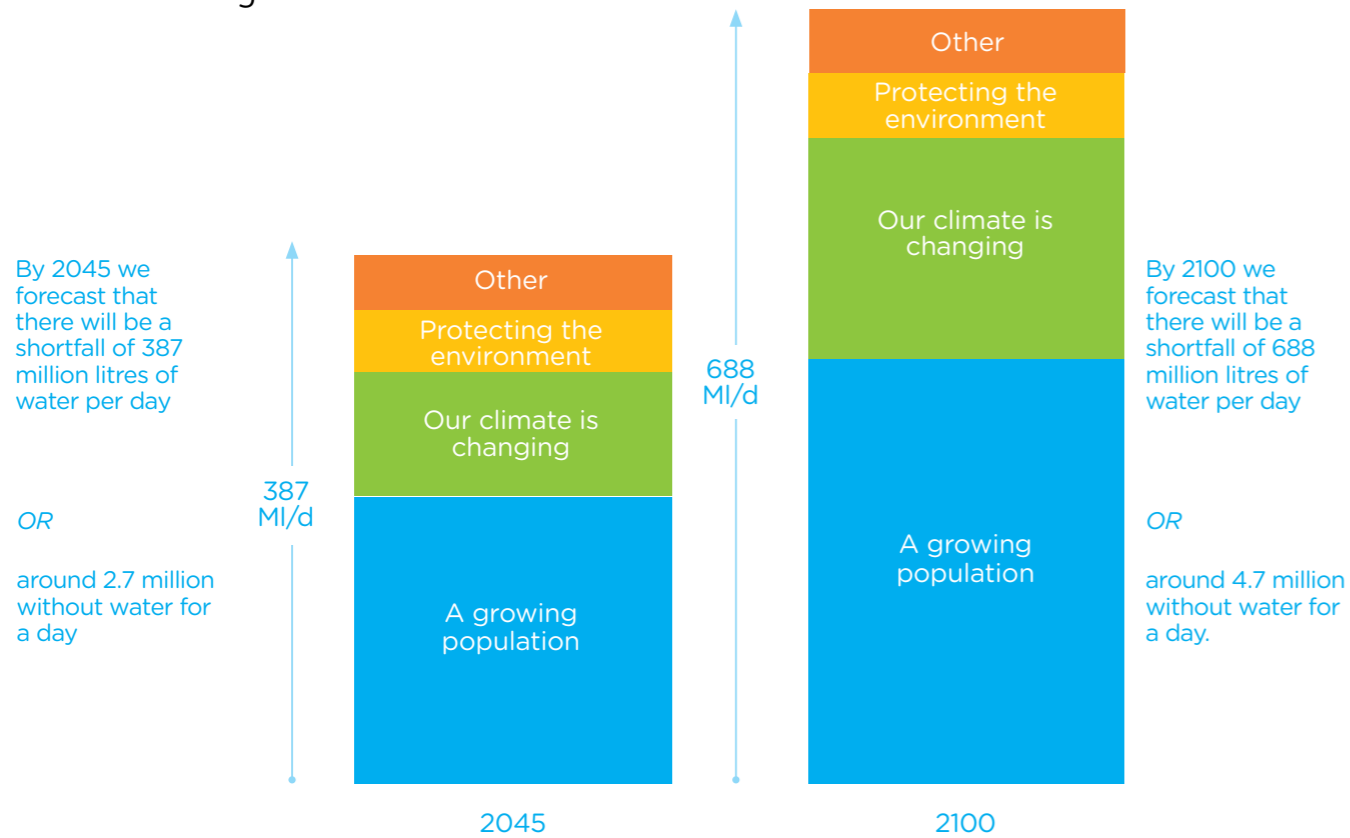 Other
Protecting the
environment
Our climate is
changing
A growing
population
688
Ml/d
By 2100 we
forecast that
there will be a
shortfall of 688
million litres of
water per day
OR
around 4.7 million
without water for
a day.
2100
By 2045 we
forecast that
there will be a
shortfall of 387
million litres of
water per day
OR
around 2.7 million
without water for
a day
387
Ml/d
Other
Protecting the
environment
Our climate is
changing
A growing
population
2045